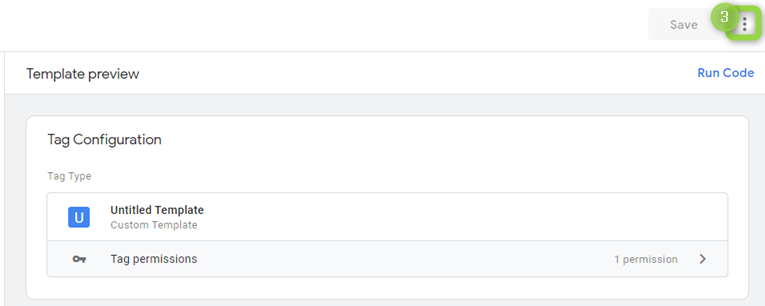 Save
3
Template preview
Run Code
Tag Configuration
Tag Type
U
Untitled Template
Custom Template
Tag permissions
1 permission